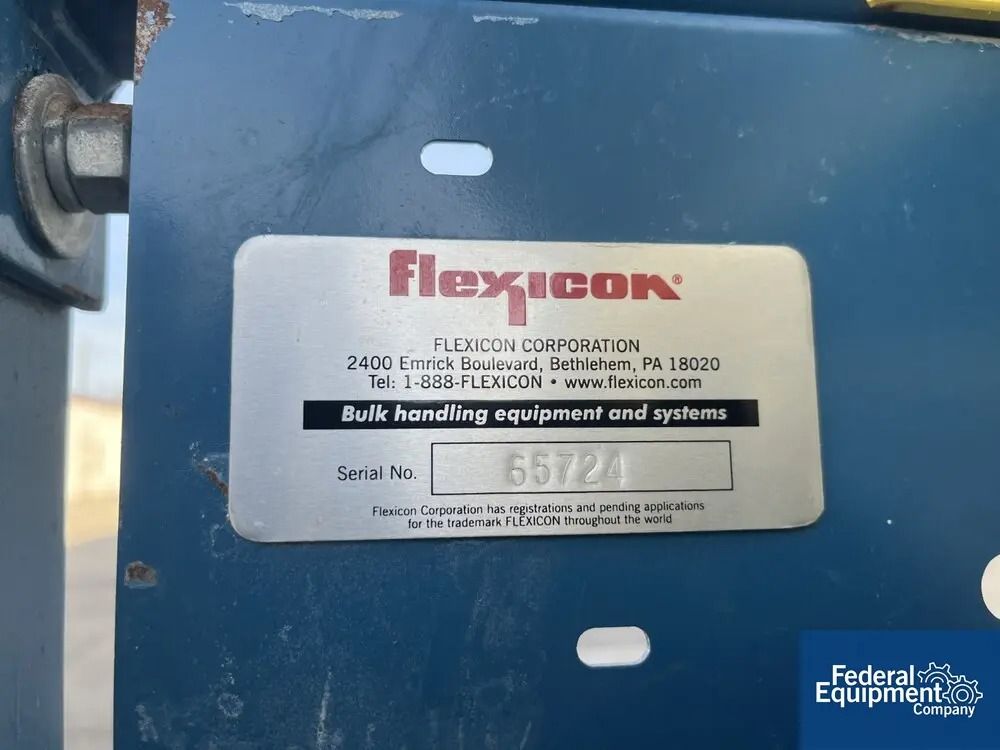 flexicon®
FLEXICON CORPORATION
2400 Emrick Boulevard, Bethlehem, PA 18020
Tel: 1-888-FLEXICON • www.flexicon.com
Bulk handling equipment and systems
Serial No. 65724
Flexicon Corporation has registrations and pending applications
for the trademark FLEXICON throughout the world
Federal
Equipment
Company